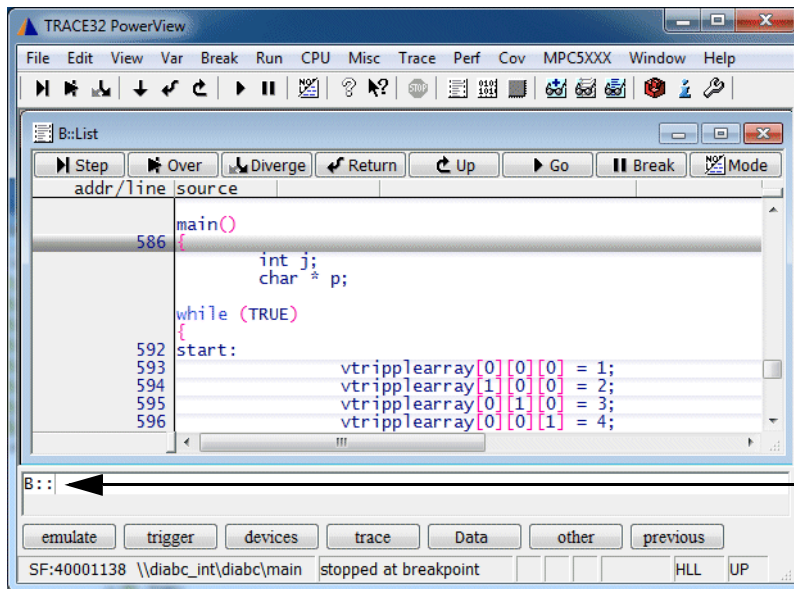 TRACE32 PowerView
File Edit View Var Break Run CPU Misc Trace Perf Cov MPC5XXX Window Help
B::List
Step Over Diverge Return Up Go Break Mode
addr/line source
main()
586 {
int j;
char * p;
while (TRUE)
{
592 start:
593 vtripplearray[0][0][0] = 1;
594 vtripplearray[1][0][0] = 2;
595 vtripplearray[0][1][0] = 3;
596 vtripplearray[0][0][1] = 4;
B::
emulate trigger devices trace Data other previous
SF:40001138 \\diabc_int\diabc\main stopped at breakpoint HLL UP